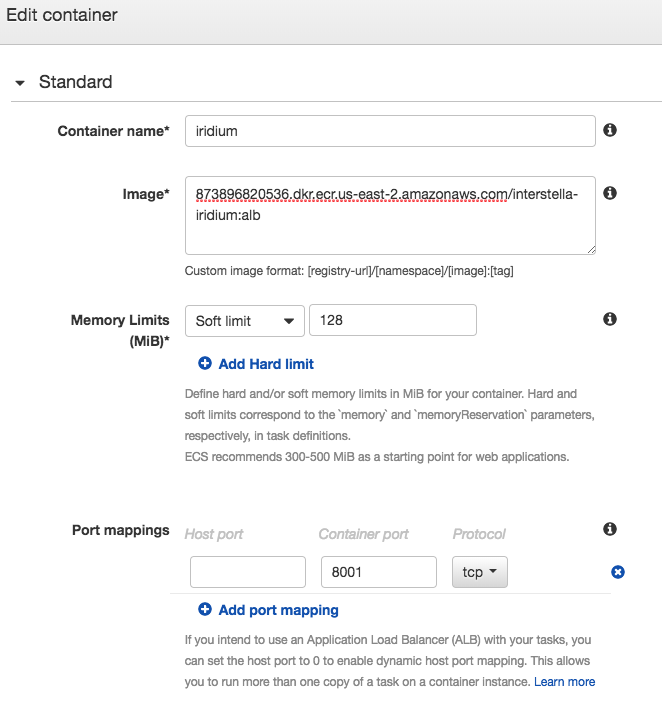 Edit container
Standard
Container name* iridium
Image* 873896820536.dkr.ecr.us-east-2.amazonaws.com/interstella-
iridium:alb
Custom image format: [registry-url]/[namespace]/[image]:[tag]
Memory Limits Soft limit 128
(MiB)*
Add Hard limit
Define hard and/or soft memory limits in MiB for your container. Hard and
soft limits correspond to the `memory` and `memoryReservation` parameters,
respectively, in task definitions.
ECS recommends 300-500 MiB as a starting point for web applications.
Port mappings Host port Container port Protocol
8001 tcp
Add port mapping
If you intend to use an Application Load Balancer (ALB) with your tasks, you
can set the host port to 0 to enable dynamic host port mapping. This allows
you to run more than one copy of a task on a container instance. Learn more